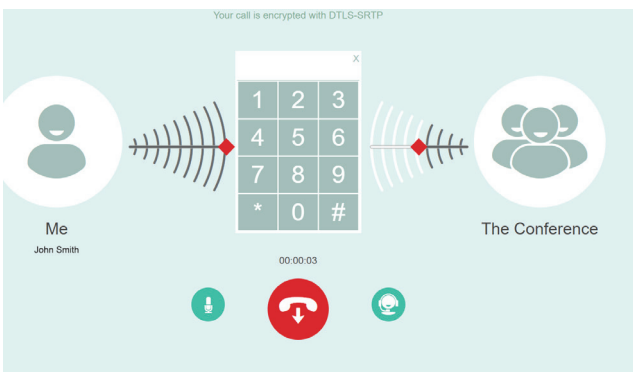 Your call is encrypted with DTLS-SRTP
X
1 2 3
4 5 6
7 8 9
* 0 #
Me
John Smith
The Conference
00:00:03